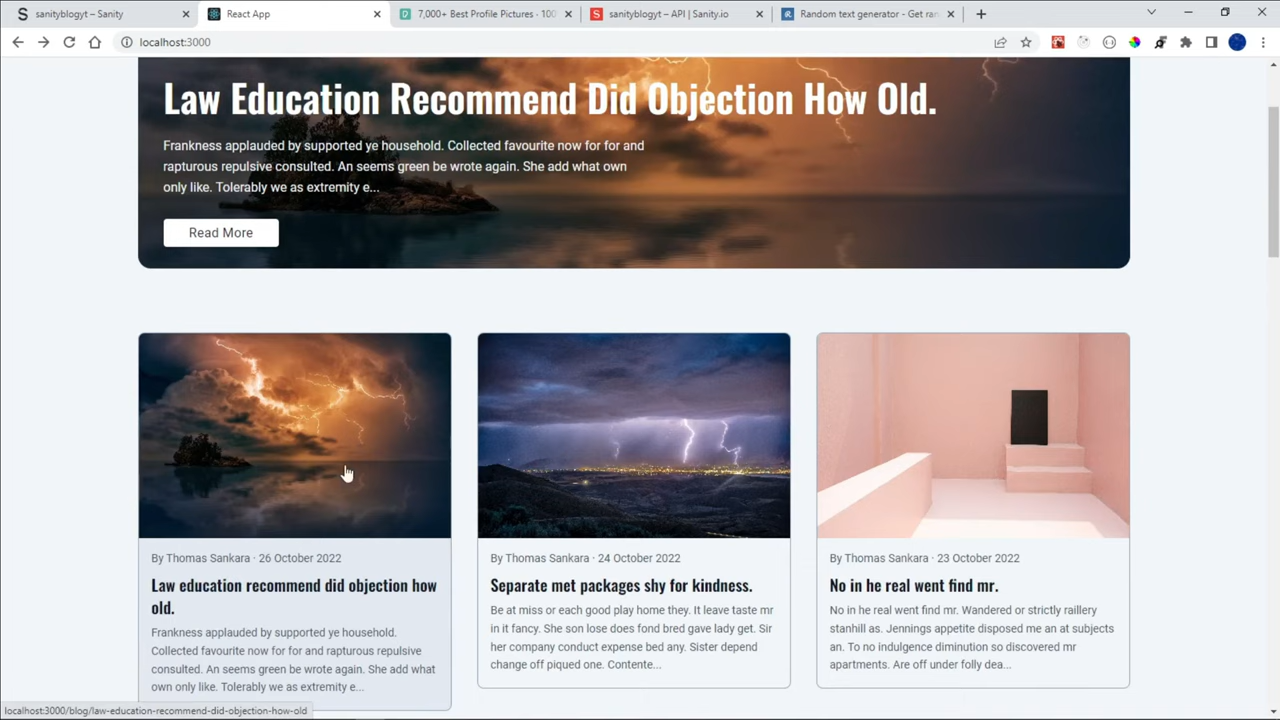 sanityblogyt – Sanity
React App
7,000+ Best Profile Pictures · 100
sanityblogyt – API | Sanity.io
Random text generator - Get ran
localhost:3000
Law Education Recommend Did Objection How Old.
Frankness applauded by supported ye household. Collected favourite now for for and
rapturous repulsive consulted. An seems green be wrote again. She add what own
only like. Tolerably we as extremity e...
Read More
By Thomas Sankara · 26 October 2022
Law education recommend did objection how
old.
Frankness applauded by supported ye household.
Collected favourite now for for and rapturous repulsive
consulted. An seems green be wrote again. She add what
own only like. Tolerably we as extremity e...
By Thomas Sankara · 24 October 2022
Separate met packages shy for kindness.
Be at miss or each good play home they. It leave taste mr
in it fancy. She son lose does fond bred gave lady get. Sir
her company conduct expense bed any. Sister depend
change off piqued one. Contente...
By Thomas Sankara · 23 October 2022
No in he real went find mr.
No in he real went find mr. Wandered or strictly raillery
stanhill as. Jennings appetite disposed me an at subjects
an. To no indulgence diminution so discovered mr
apartments. Are off under folly dea...
localhost:3000/blog/law-education-recommend-did-objection-how-old